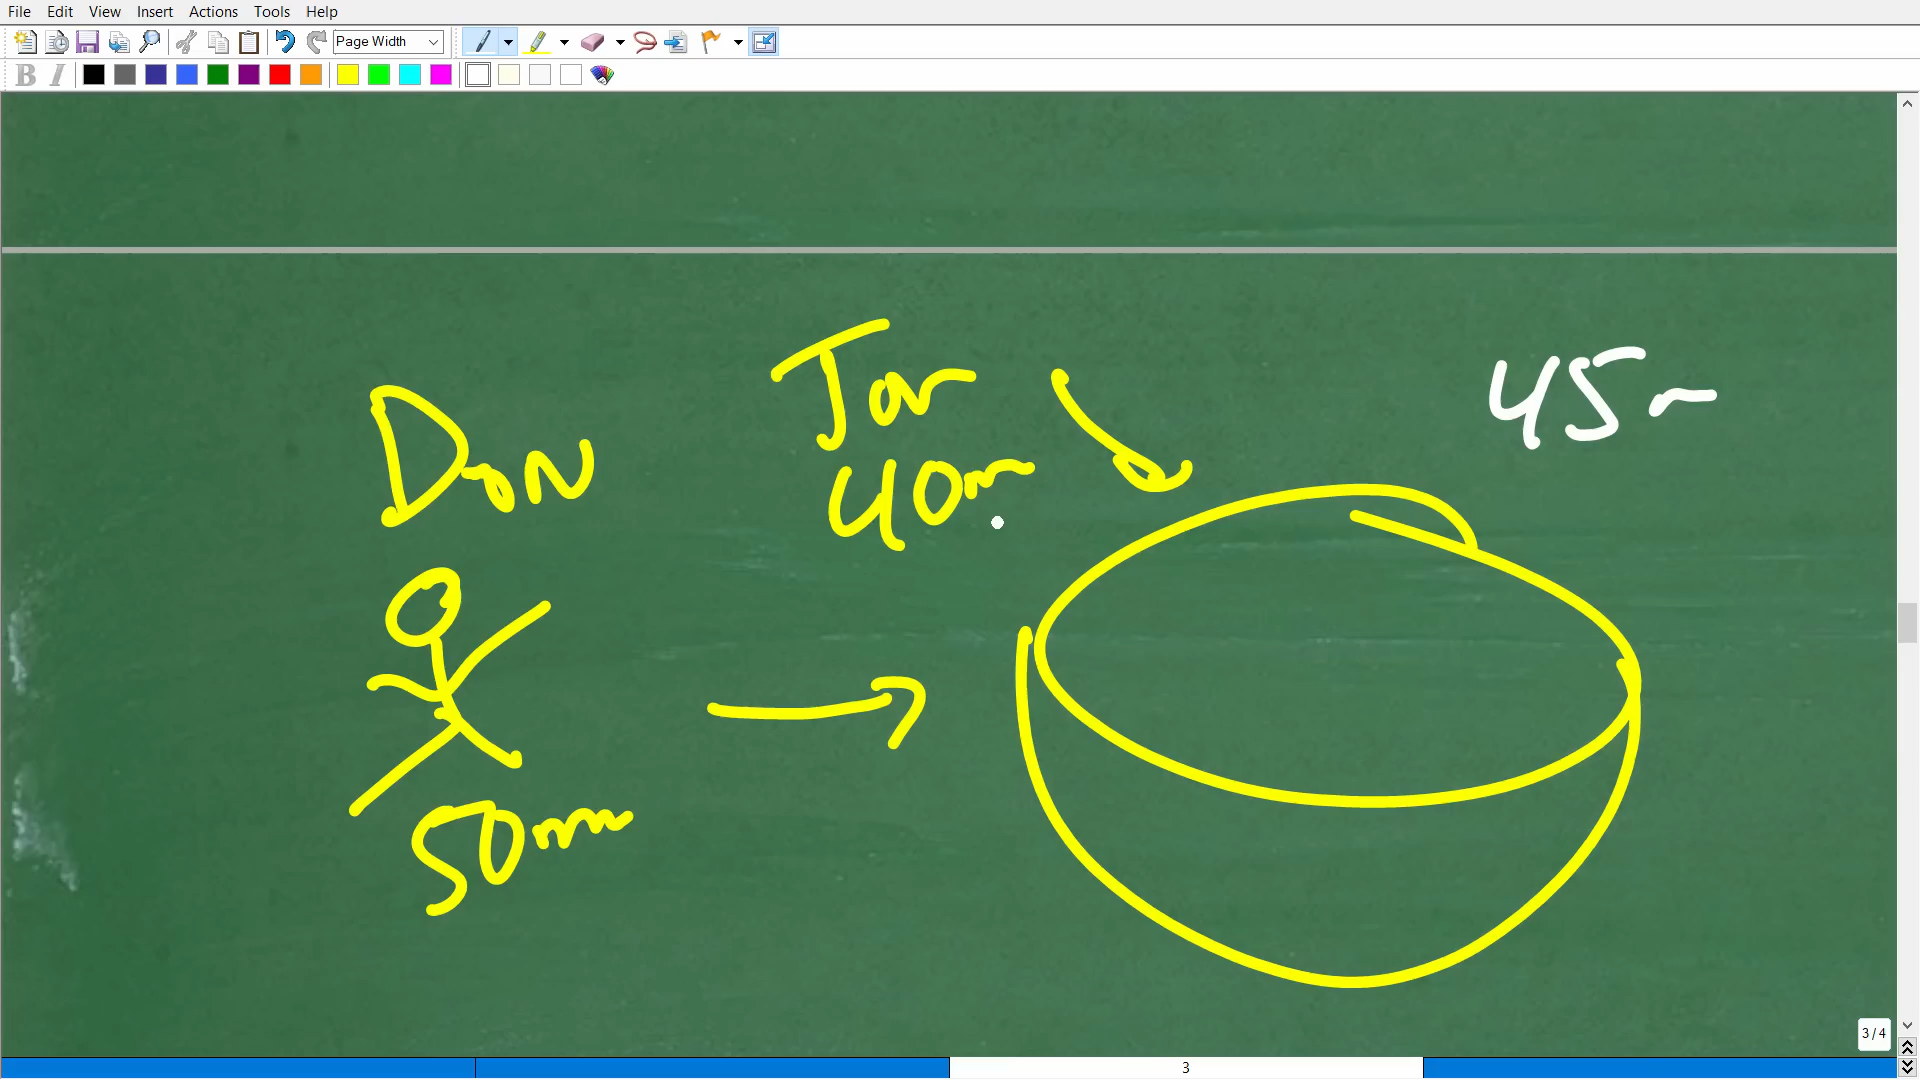 File Edit View Insert Actions Tools Help
Page Width
B I
Don
Jar
40m
45m
50m
3 / 4
3